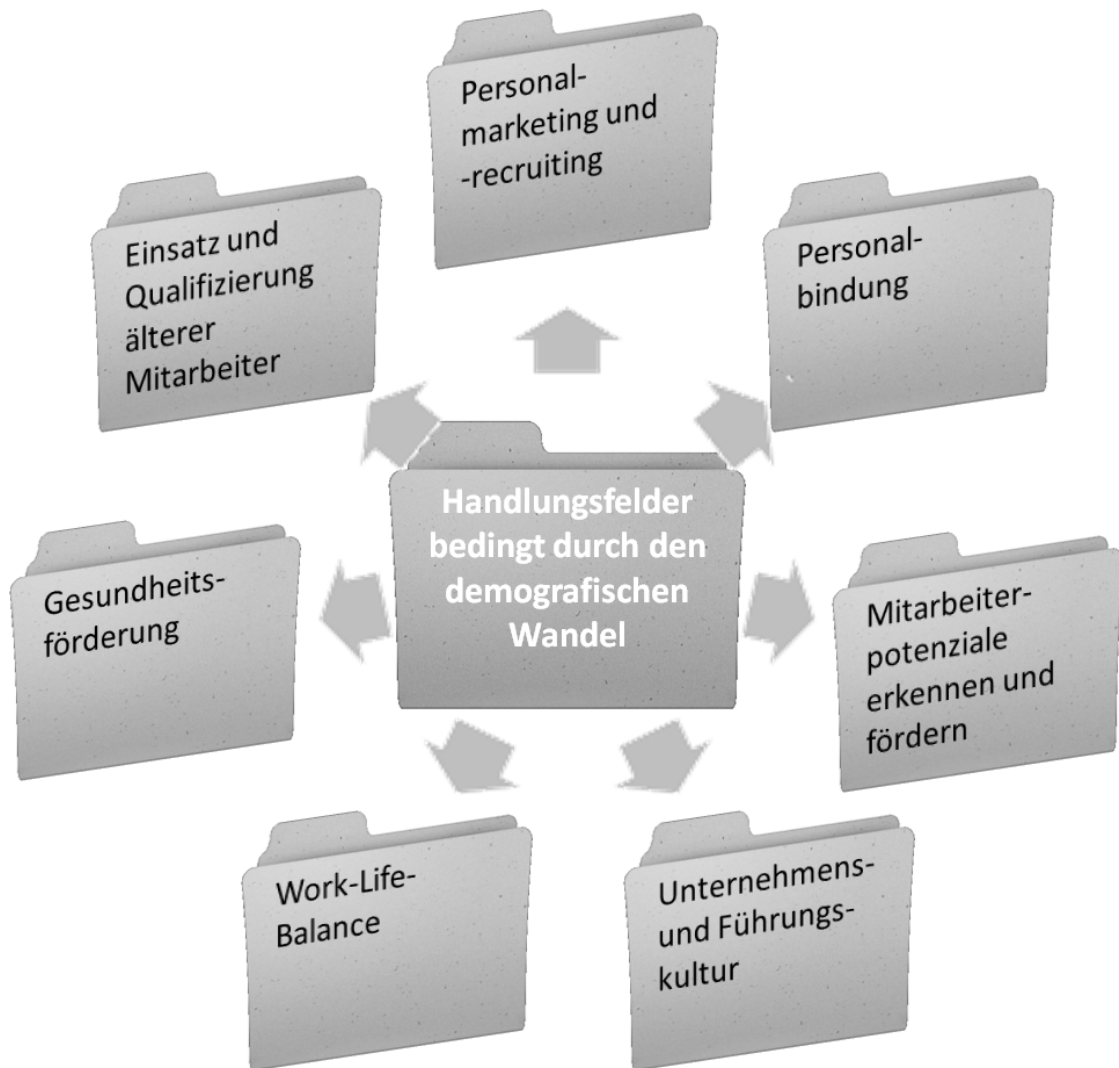 Personal-
marketing und
-recruiting
Einsatz und
Qualifizierung
älterer
Mitarbeiter
Personal-
bindung
Handlungsfelder
bedingt durch den
demografischen
Wandel
Gesundheits-
förderung
Mitarbeiter-
potenziale
erkennen und
fördern
Work-Life-
Balance
Unternehmens-
und Führungs-
kultur